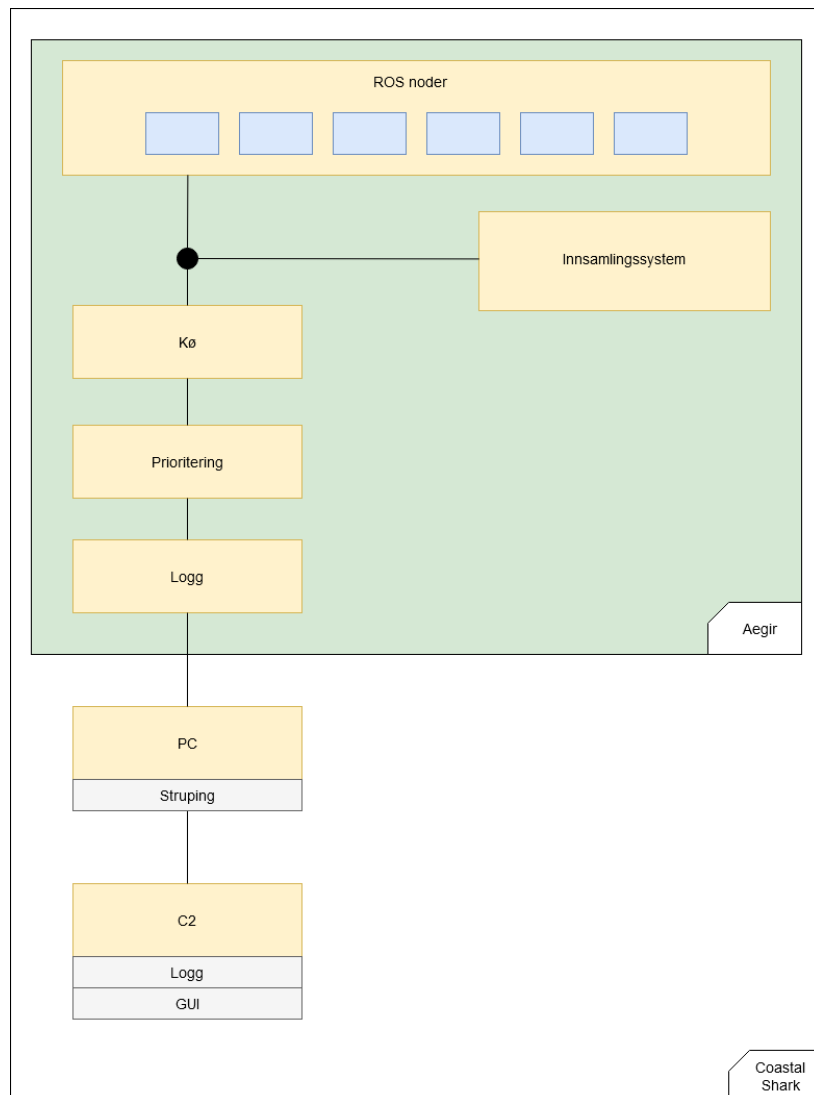 ROS noder
Innsamlingssystem
Kø
Prioritering
Logg
Aegir
PC
Struping
C2
Logg
GUI
Coastal
Shark